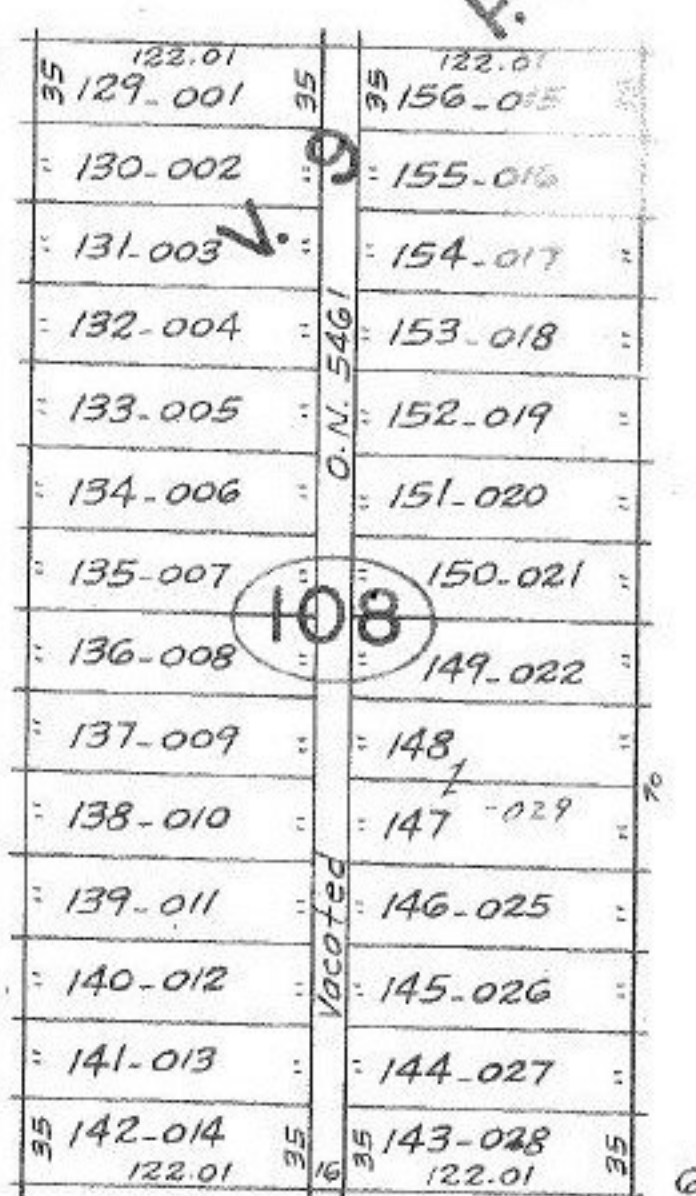 122.01 122.01
35 129-001 35 35 156-015
130-002 9 155-016
131-003 V. 154-017
132-004 153-018
O.N. 5461
133-005 152-019
134-006 151-020
135-007 150-021
108
136-008 149-022
137-009 148
138-010 147 -029
70
139-011 146-025
Vacated
140-012 145-026
141-013 144-027
35 142-014 35 35 143-028 35
122.01 16 122.01